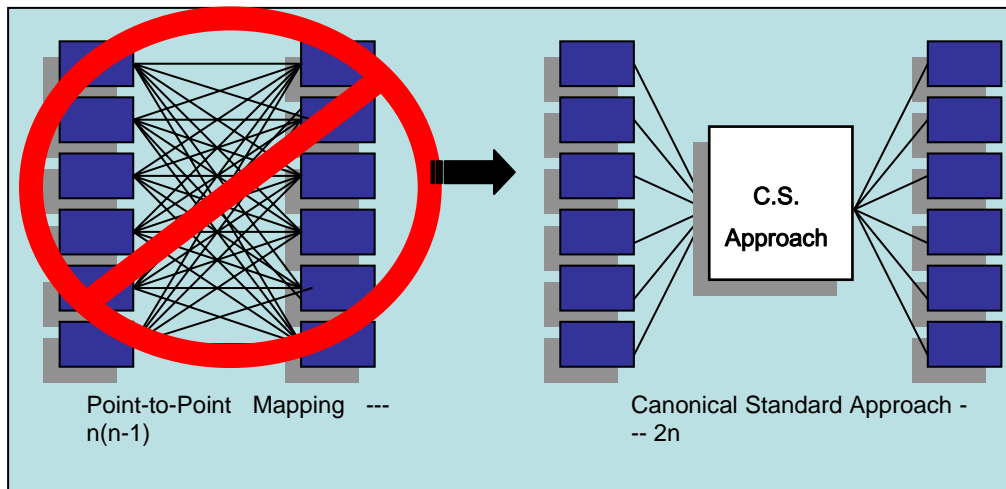 C.S.
Approach
Point-to-Point Mapping ---
n(n-1)
Canonical Standard Approach -
-- 2n